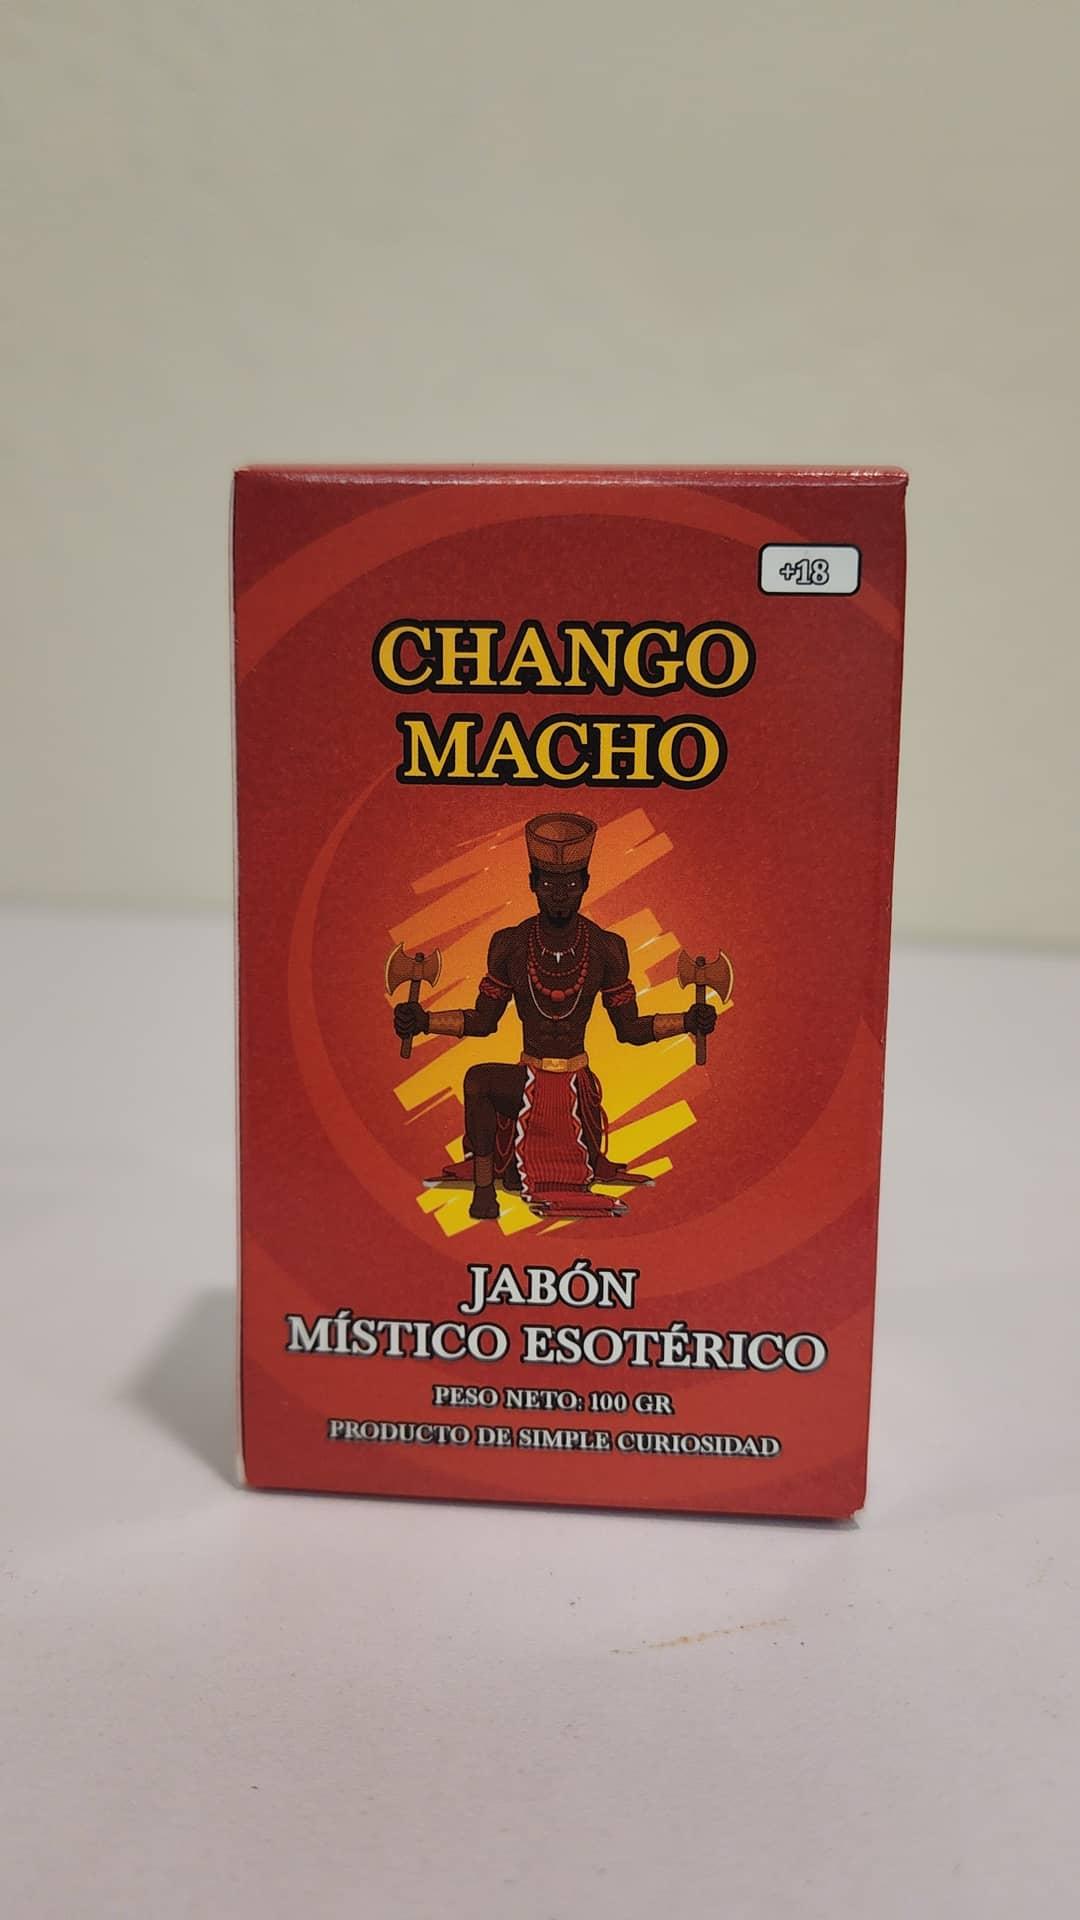 +18
CHANGO
MACHO
JABÓN
MÍSTICO ESOTÉRICO
PESO NETO: 100 GR
PRODUCTO DE SIMPLE CURIOSIDAD